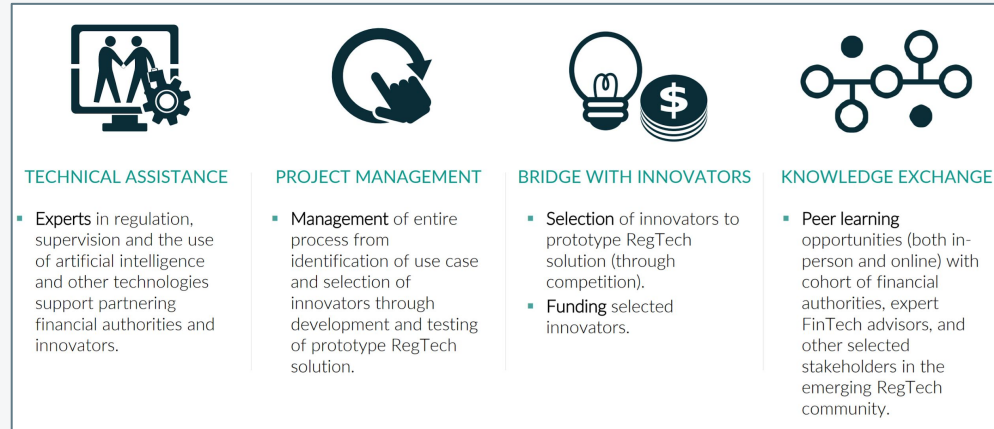 $
TECHNICAL ASSISTANCE
▪ Experts in regulation,
supervision and the use
of artificial intelligence
and other technologies
support partnering
financial authorities and
innovators.
PROJECT MANAGEMENT
▪ Management of entire
process from
identification of use case
and selection of
innovators through
development and testing
of prototype RegTech
solution.
BRIDGE WITH INNOVATORS
▪ Selection of innovators to
prototype RegTech
solution (through
competition).
▪ Funding selected
innovators.
KNOWLEDGE EXCHANGE
▪ Peer learning
opportunities (both in-
person and online) with
cohort of financial
authorities, expert
FinTech advisors, and
other selected
stakeholders in the
emerging RegTech
community.